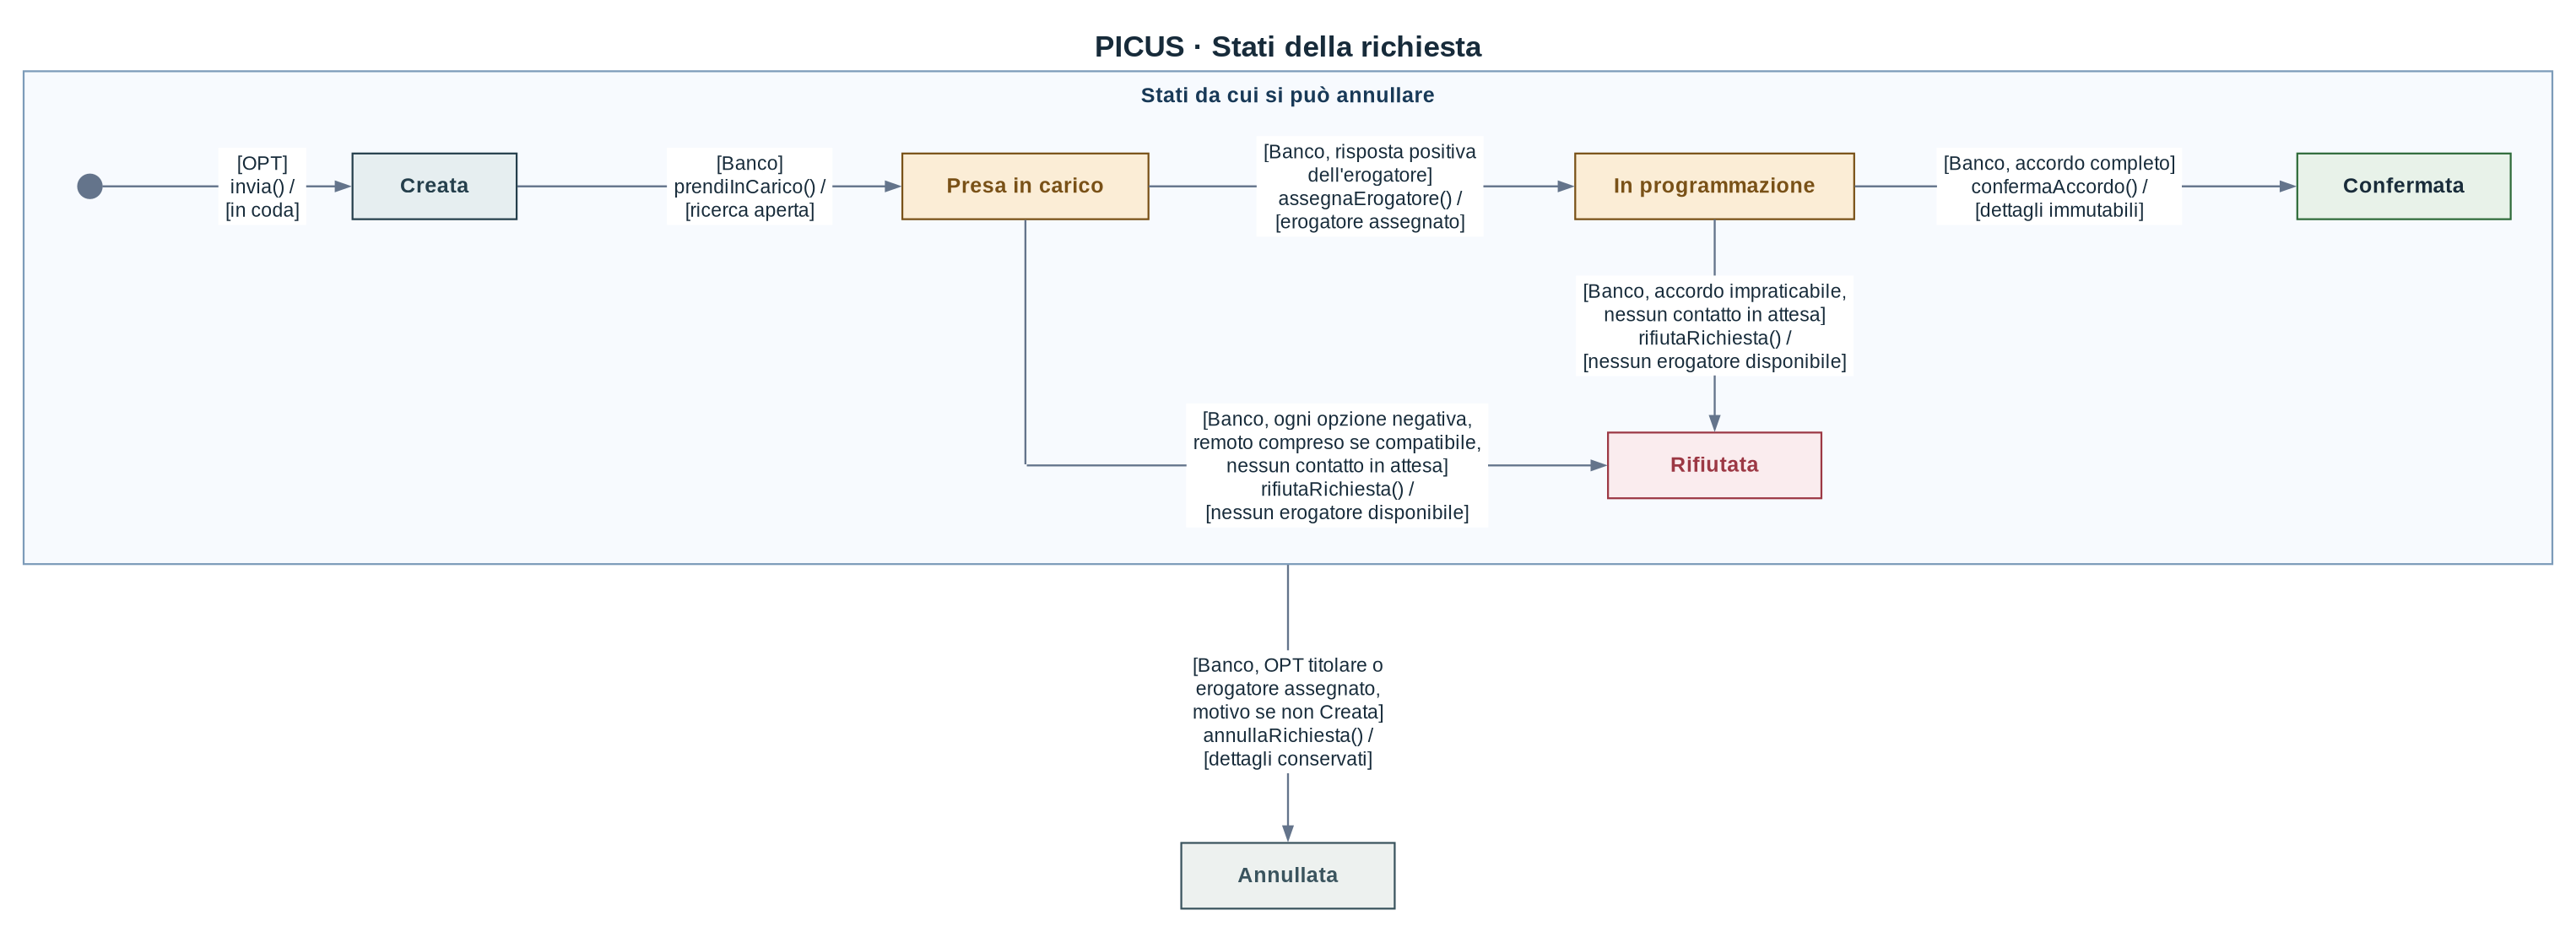 PICUS · Stati della richiesta
Stati da cui si può annullare
[OPT]
invia() /
[in coda]
Creata
[Banco]
prendiInCarico() /
[ricerca aperta]
Presa in carico
[Banco, risposta positiva
dell'erogatore]
assegnaErogatore() /
[erogatore assegnato]
In programmazione
[Banco, accordo completo]
confermaAccordo() /
[dettagli immutabili]
Confermata
[Banco, accordo impraticabile,
nessun contatto in attesa]
rifiutaRichiesta() /
[nessun erogatore disponibile]
[Banco, ogni opzione negativa,
remoto compreso se compatibile,
nessun contatto in attesa]
rifiutaRichiesta() /
[nessun erogatore disponibile]
Rifiutata
[Banco, OPT titolare o
erogatore assegnato,
motivo se non Creata]
annullaRichiesta() /
[dettagli conservati]
Annullata